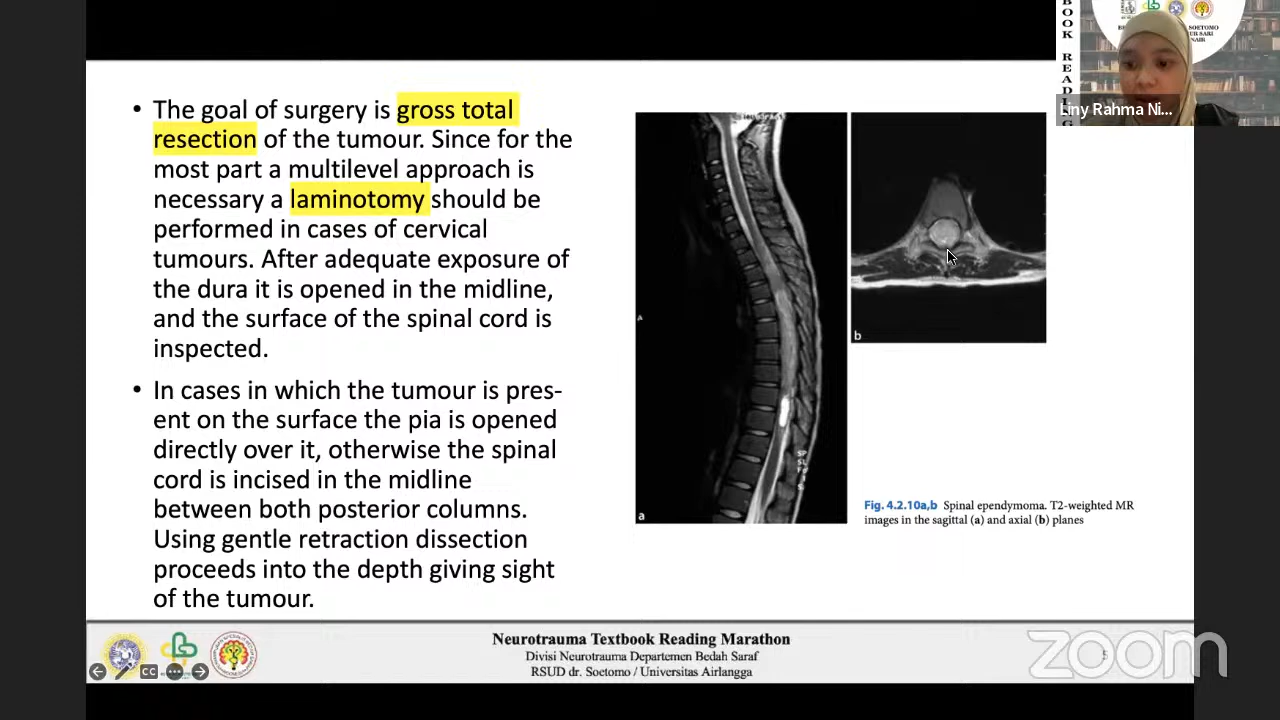 • The goal of surgery is gross total
resection of the tumour. Since for the
most part a multilevel approach is
necessary a laminotomy should be
performed in cases of cervical
tumours. After adequate exposure of
the dura it is opened in the midline,
and the surface of the spinal cord is
inspected.
• In cases in which the tumour is pres-
ent on the surface the pia is opened
directly over it, otherwise the spinal
cord is incised in the midline
between both posterior columns.
Using gentle retraction dissection
proceeds into the depth giving sight
of the tumour.
A
a
b
Fig. 4.2.10a,b Spinal ependymoma. T2-weighted MR
images in the sagittal (a) and axial (b) planes
SOETOMO
Liny Rahma Ni...
Neurotrauma Textbook Reading Marathon
Divisi Neurotrauma Departemen Bedah Saraf
RSUD dr. Soetomo / Universitas Airlangga
CC
zoom